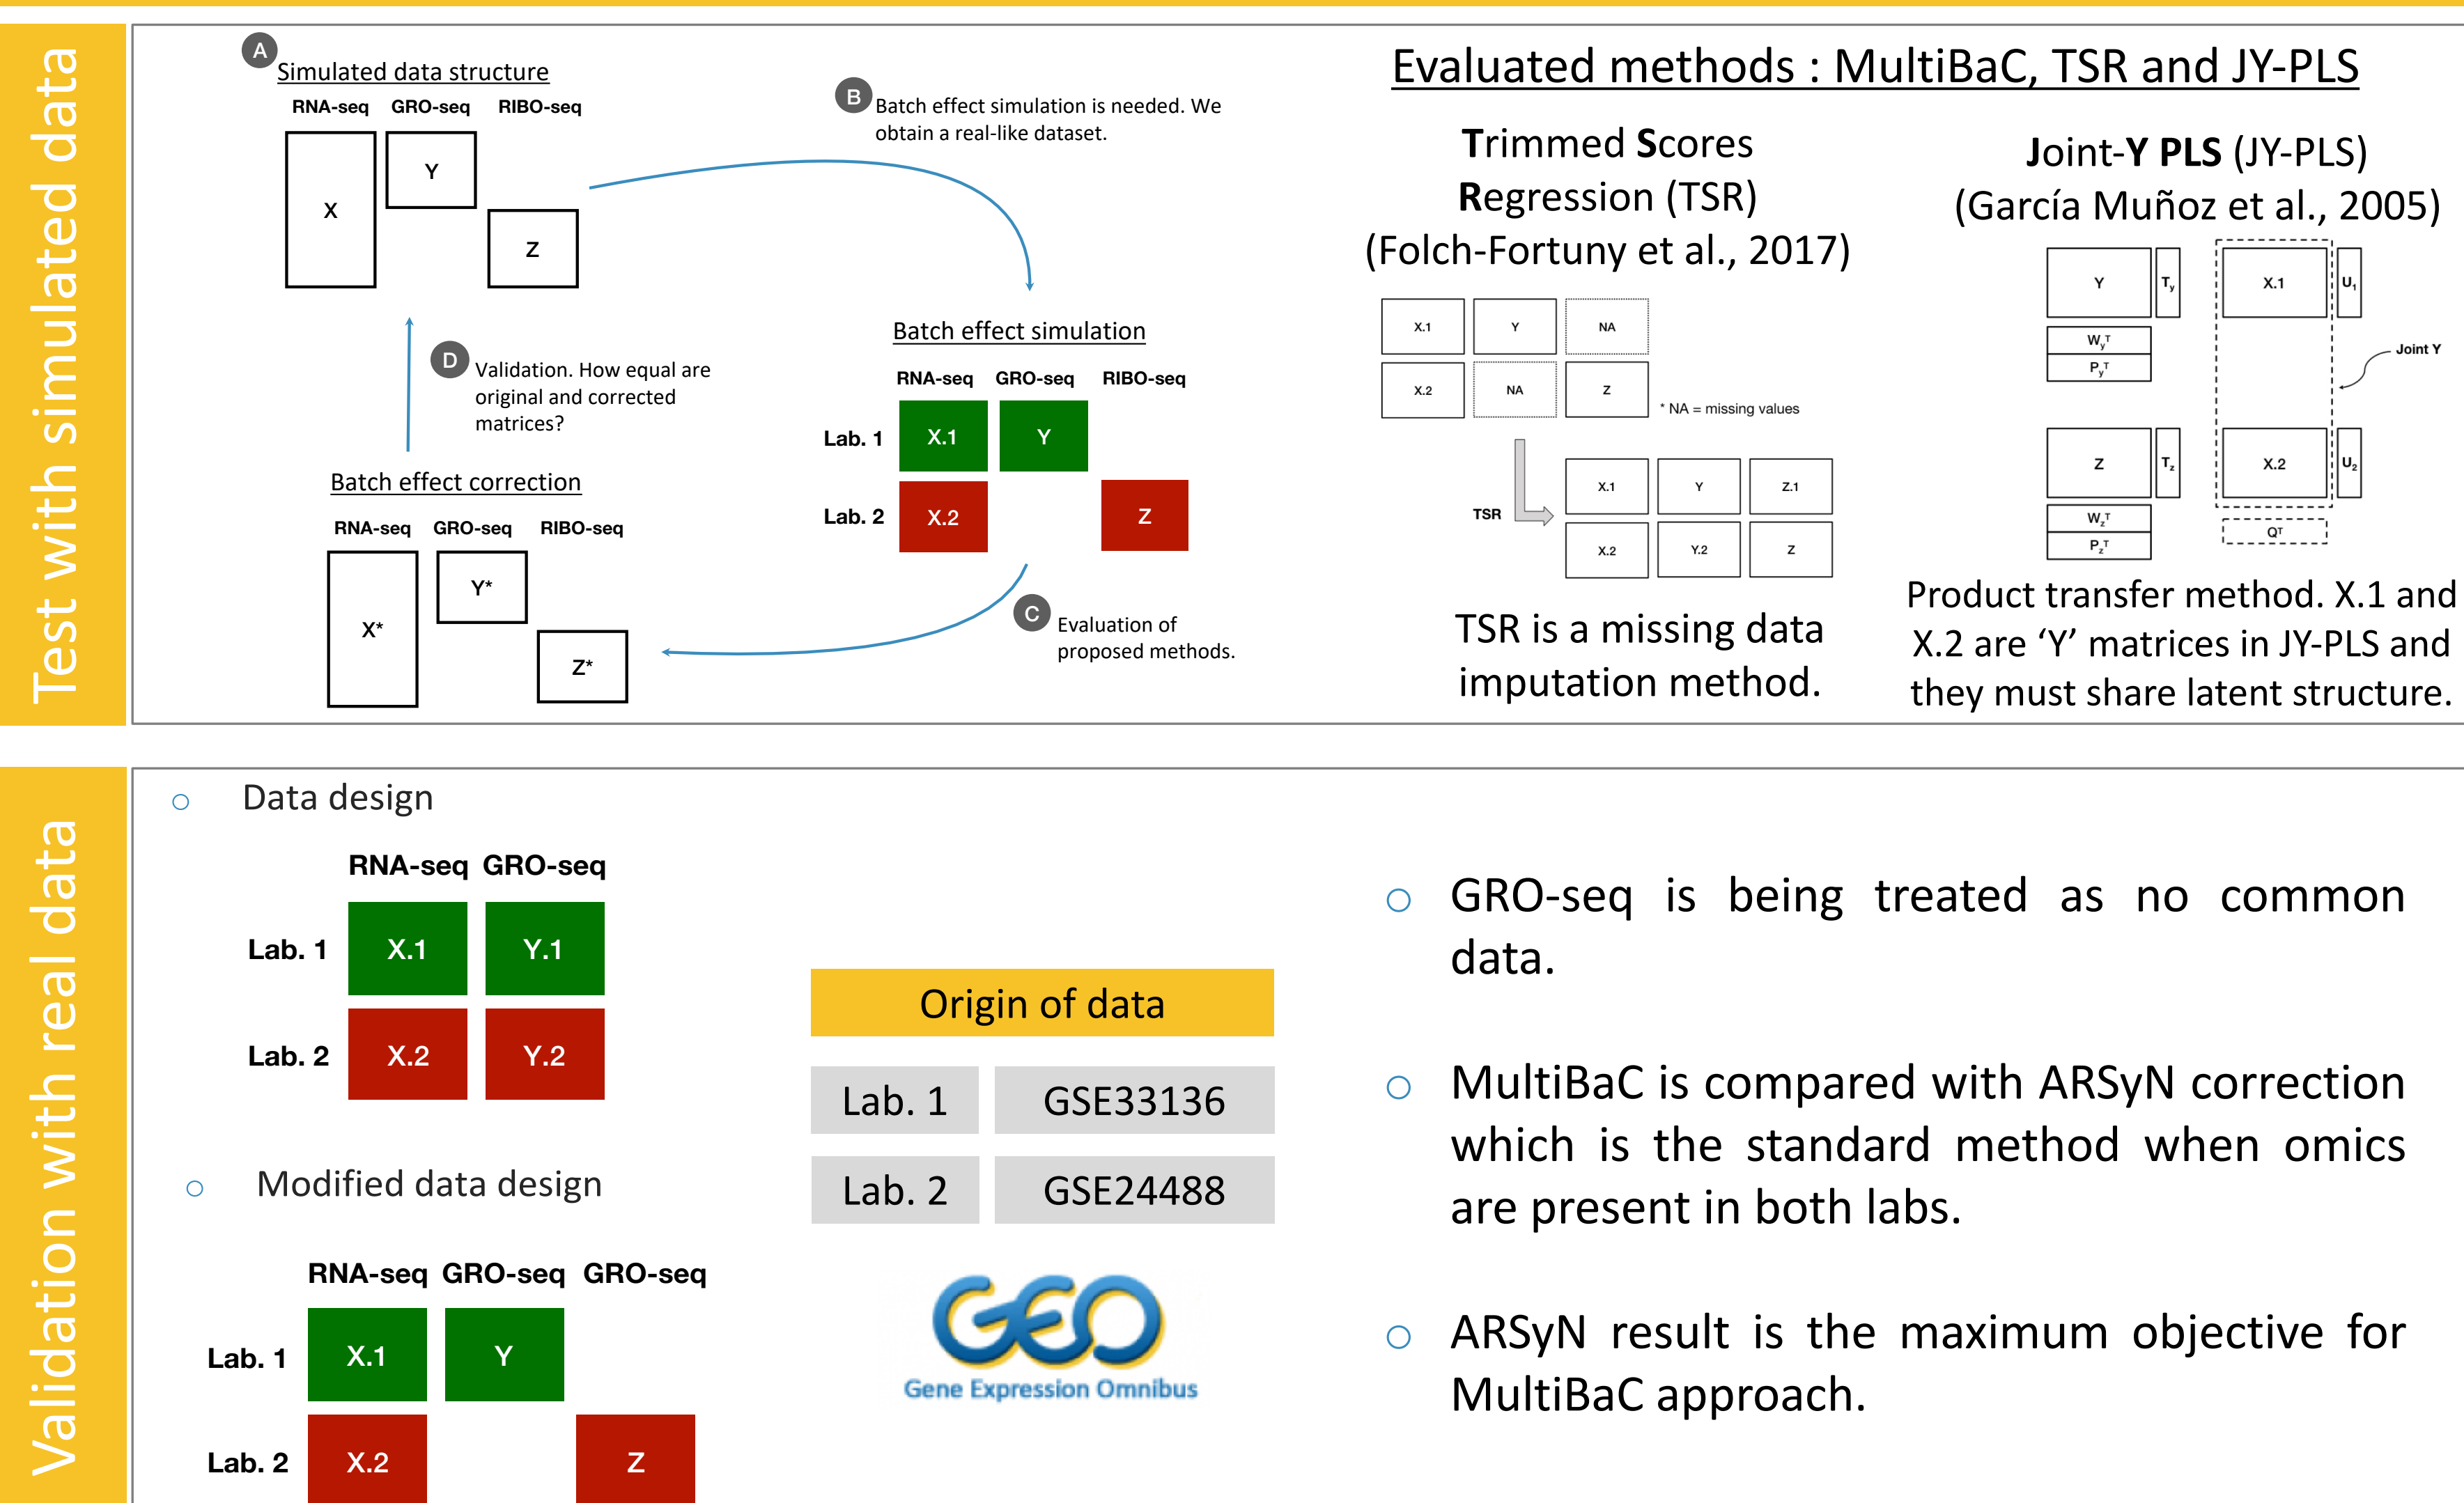 Test with simulated data
A
Simulated data structure
RNA-seq GRO-seq RIBO-seq
X
Y
Z
B
Batch effect simulation is needed. We
obtain a real-like dataset.
Batch effect simulation
RNA-seq GRO-seq RIBO-seq
Lab. 1 X.1 Y
Lab. 2 X.2 Z
C
Evaluation of
proposed methods.
D
Validation. How equal are
original and corrected
matrices?
Batch effect correction
RNA-seq GRO-seq RIBO-seq
X*
Y*
Z*
Evaluated methods : MultiBaC, TSR and JY-PLS
Trimmed Scores
Regression (TSR)
(Folch-Fortuny et al., 2017)
X.1 Y NA
X.2 NA Z
* NA = missing values
TSR
X.1 Y Z.1
X.2 Y.2 Z
TSR is a missing data
imputation method.
Joint-Y PLS (JY-PLS)
(García Muñoz et al., 2005)
Y Ty X.1 U1
WyT
PyT
Joint Y
Z Tz X.2 U2
WzT
PzT
QT
Product transfer method. X.1 and
X.2 are ‘Y’ matrices in JY-PLS and
they must share latent structure.
Validation with real data
Data design
RNA-seq GRO-seq
Lab. 1 X.1 Y.1
Lab. 2 X.2 Y.2
Modified data design
RNA-seq GRO-seq GRO-seq
Lab. 1 X.1 Y
Lab. 2 X.2 Z
Origin of data
Lab. 1 GSE33136
Lab. 2 GSE24488
GEO
Gene Expression Omnibus
GRO-seq is being treated as no common
data.
MultiBaC is compared with ARSyN correction
which is the standard method when omics
are present in both labs.
ARSyN result is the maximum objective for
MultiBaC approach.